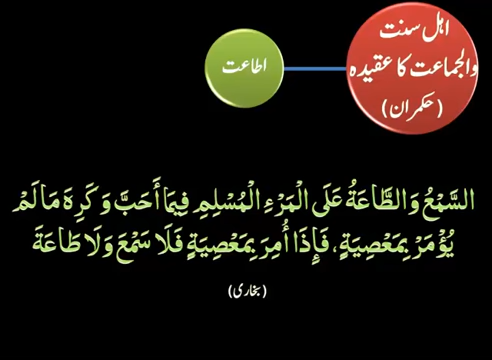 اہل سنت
والجماعت کا عقیدہ
(حکمران)
اطاعت
السَّمْعُ وَالطَّاعَةُ عَلَى الْمَرْءِ الْمُسْلِمِ فِيمَا أَحَبَّ وَكَرِهَ مَا لَمْ
يُؤْمَرْ بِمَعْصِيَةٍ، فَإِذَا أُمِرَ بِمَعْصِيَةٍ فَلَا سَمْعَ وَلَا طَاعَةَ
(بخاری)